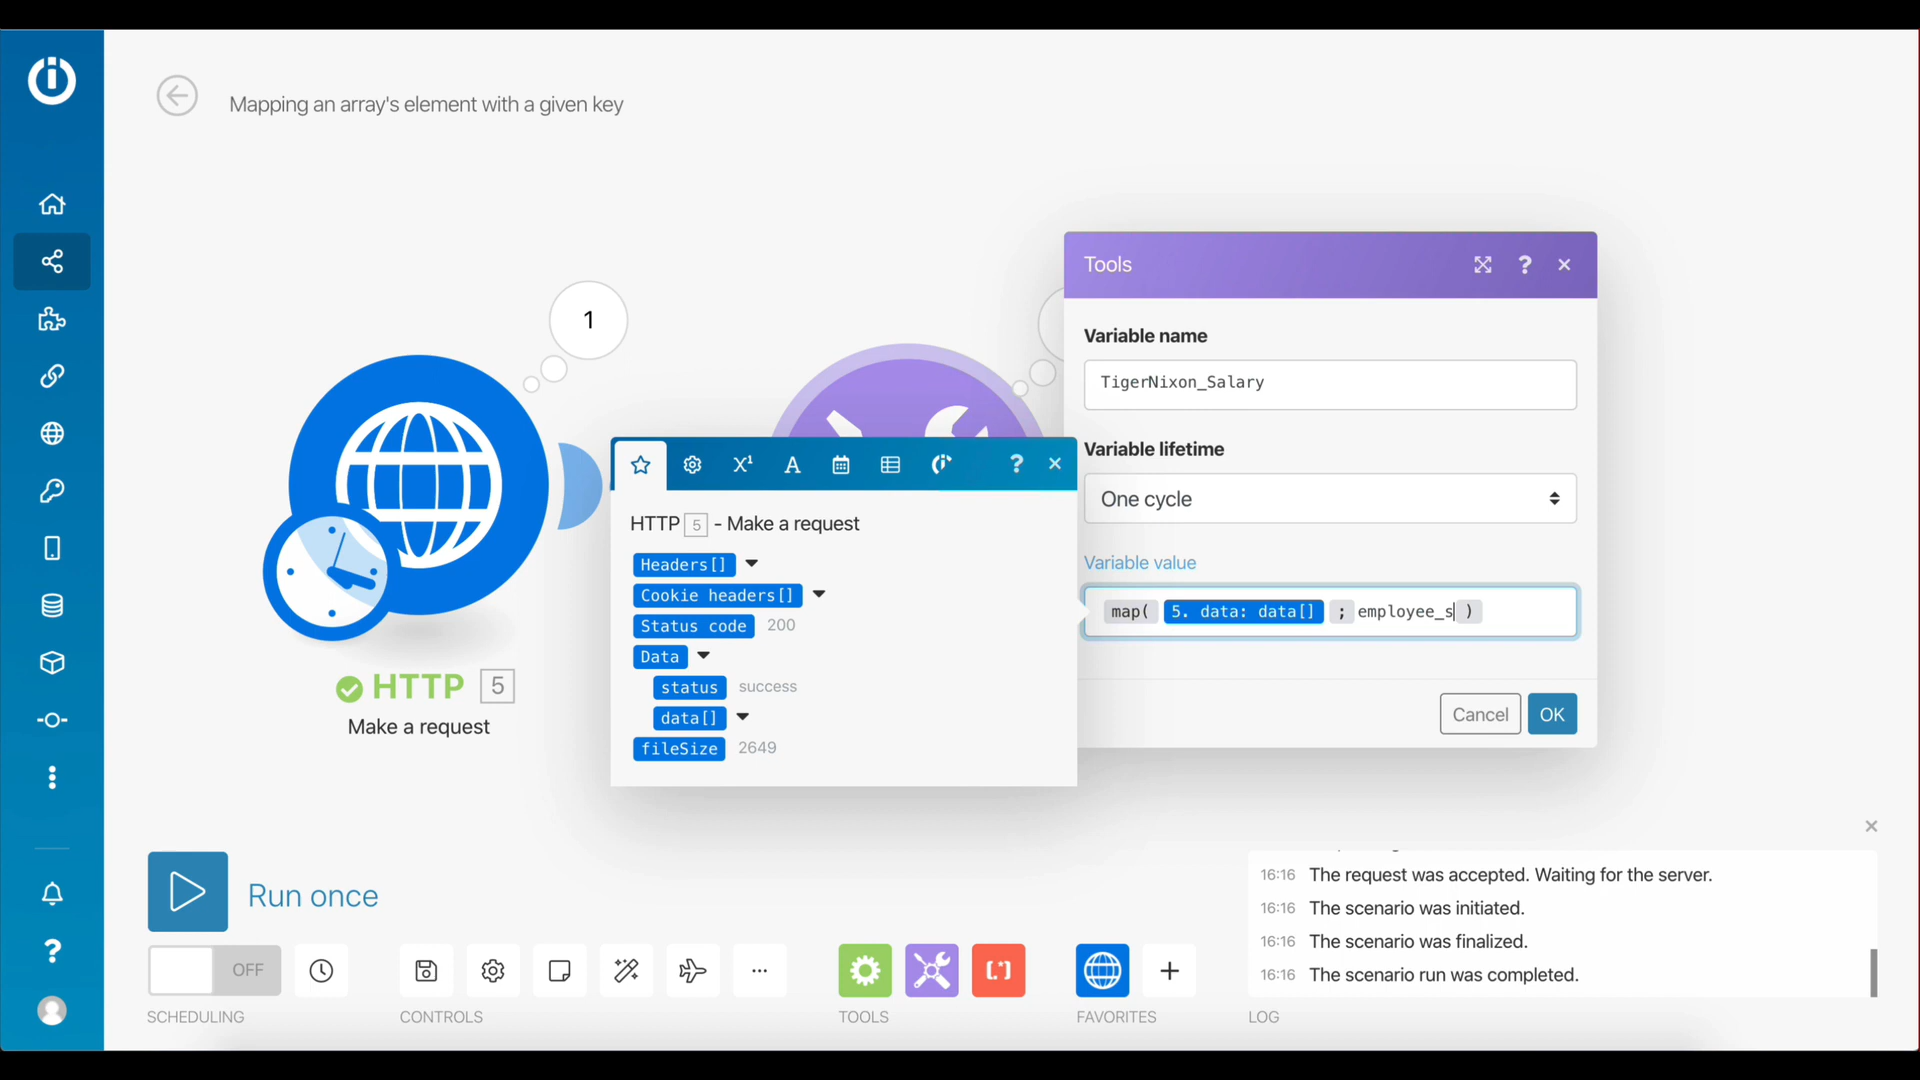 Mapping an array's element with a given key
1
HTTP 5
Make a request
HTTP 5 - Make a request
Headers[]
Cookie headers[]
Status code 200
Data
status success
data[]
fileSize 2649
Tools
Variable name
TigerNixon_Salary
Variable lifetime
One cycle
Variable value
map( 5. data: data[] ; employee_s )
Cancel OK
Run once
OFF
SCHEDULING
CONTROLS
TOOLS
FAVORITES
16:16 The request was accepted. Waiting for the server.
16:16 The scenario was initiated.
16:16 The scenario was finalized.
16:16 The scenario run was completed.
LOG